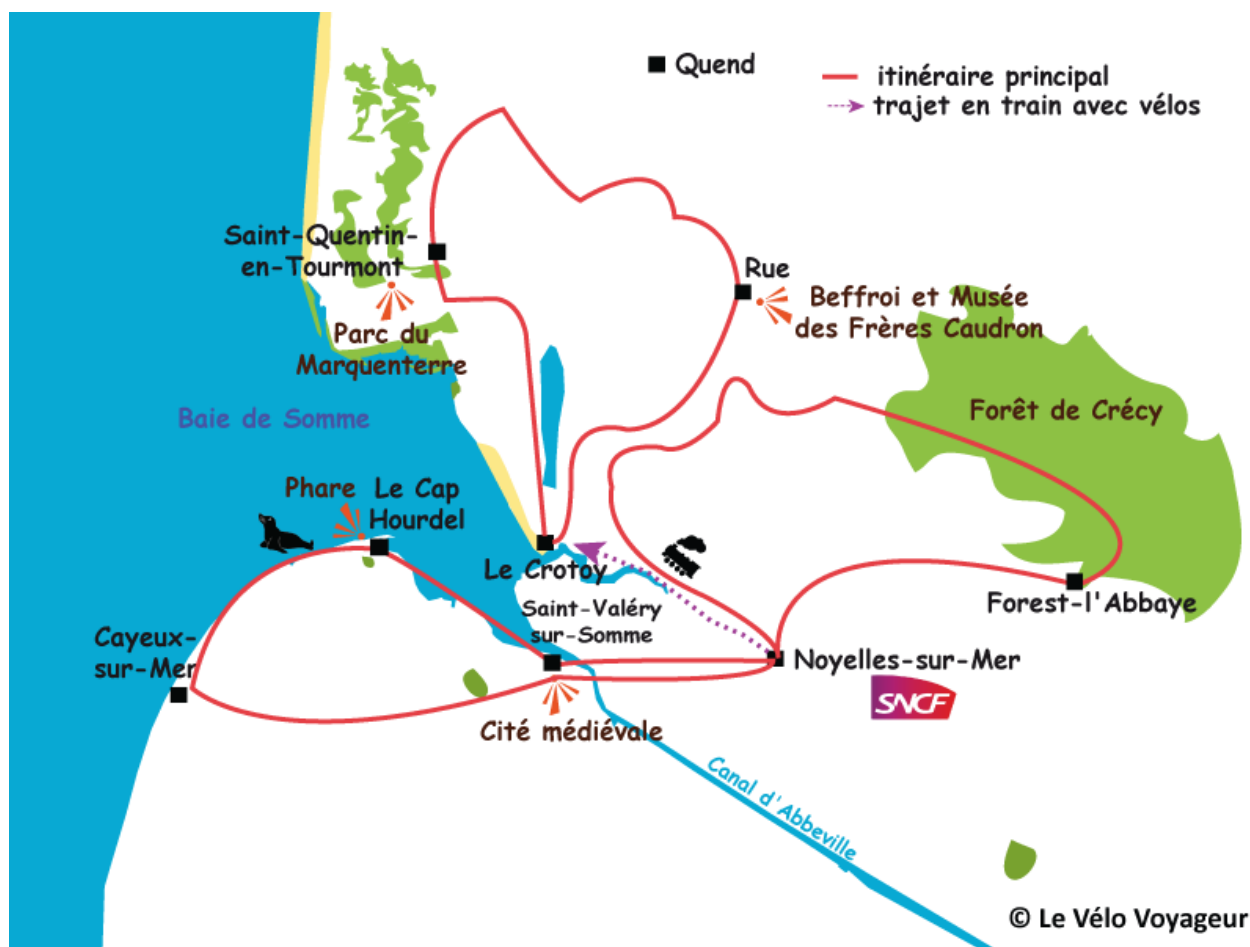 Quend
itinéraire principal
trajet en train avec vélos
Saint-Quentin-
en-Tourmont
Rue
Beffroi et Musée
des Frères Caudron
Parc du
Marquenterre
Forêt de Crécy
Baie de Somme
Phare
Le Cap
Hourdel
Le Crotoy
Saint-Valéry
sur-Somme
Forest-l'Abbaye
Cayeux-
sur-Mer
Noyelles-sur-Mer
SNCF
Cité médiévale
Canal d'Abbeville
© Le Vélo Voyageur